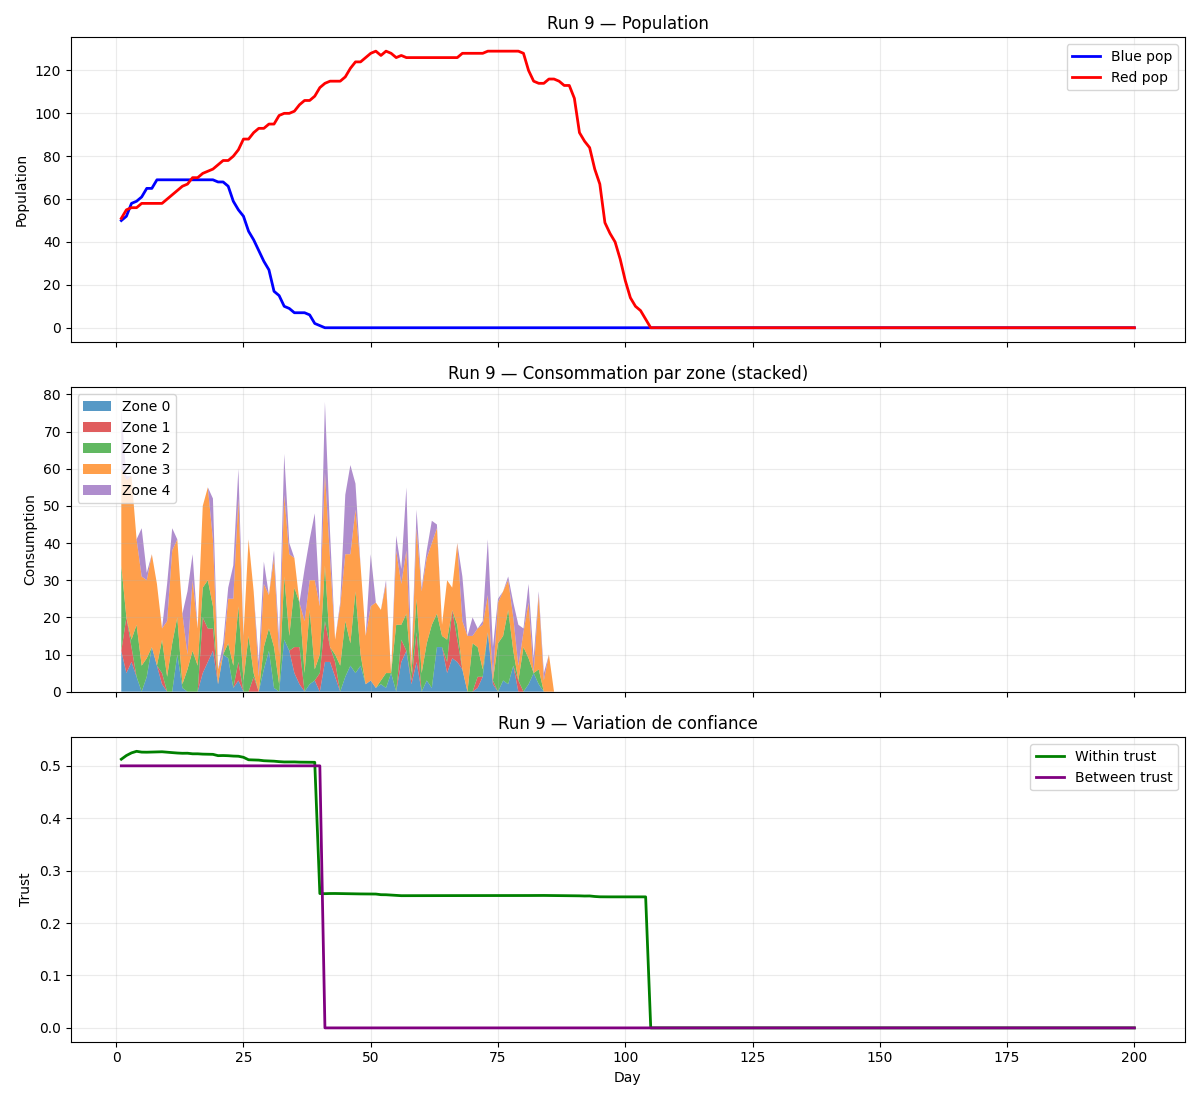 Run 9 — Population
Population
120
100
80
60
40
20
0
Blue pop
Red pop
Run 9 — Consommation par zone (stacked)
Consumption
80
70
60
50
40
30
20
10
0
Zone 0
Zone 1
Zone 2
Zone 3
Zone 4
Run 9 — Variation de confiance
Trust
0.5
0.4
0.3
0.2
0.1
0.0
Within trust
Between trust
0 25 50 75 100 125 150 175 200
Day